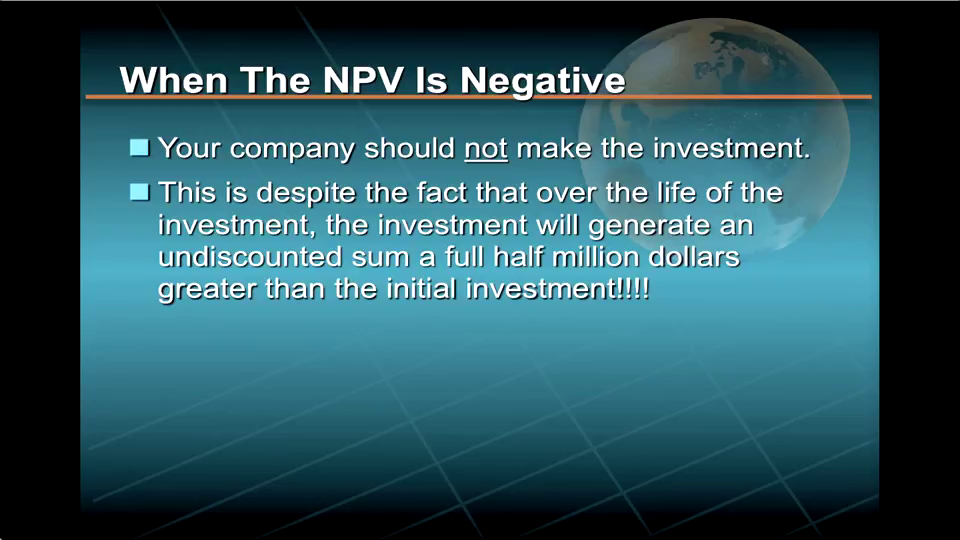 When The NPV Is Negative
Your company should not make the investment.
This is despite the fact that over the life of the
investment, the investment will generate an
undiscounted sum a full half million dollars
greater than the initial investment!!!!